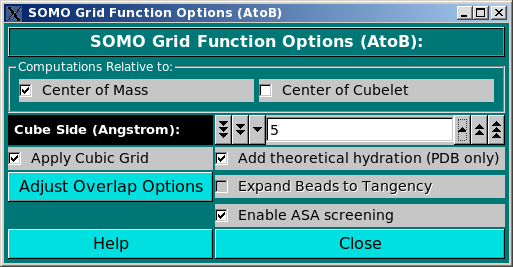 SOMO Grid Function Options (AtoB)
SOMO Grid Function Options (AtoB):
Computations Relative to:
Center of Mass Center of Cubelet
Cube Side (Angstrom): 5
Apply Cubic Grid Add theoretical hydration (PDB only)
Adjust Overlap Options Expand Beads to Tangency
Enable ASA screening
Help Close